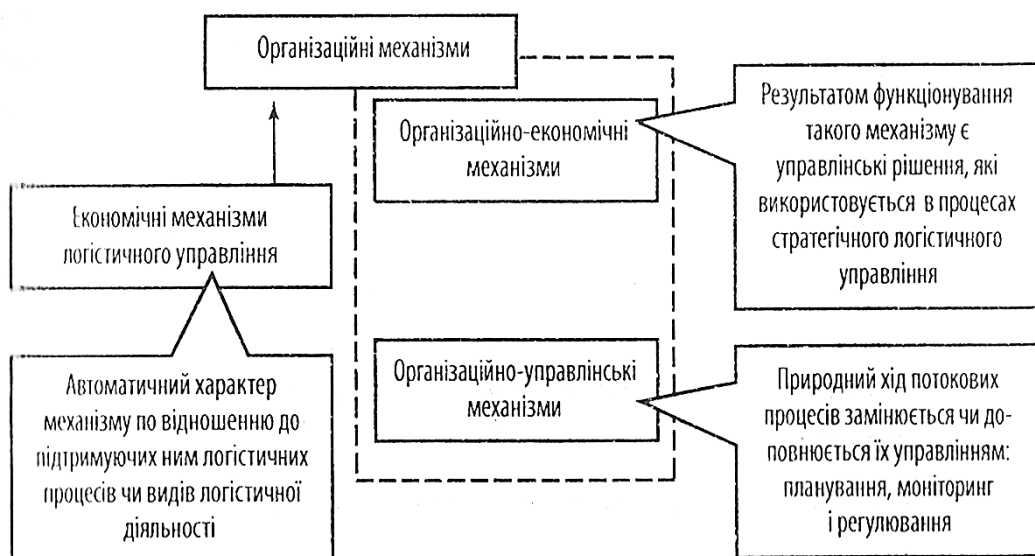 Організаційні механізми
Організаційно-економічні
механізми
Результатом функціонування
такого механізму є
управлінські рішення, які
використовується в процесах
стратегічного логістичного
управління
Економічні механізми
логістичного управління
Автоматичний характер
механізму по відношенню до
підтримуючих ним логістичних
процесів чи видів логістичної
діяльності
Організаційно-управлінські
механізми
Природний хід потокових
процесів замінюється чи до-
повнюється їх управлінням:
планування, моніторинг
і регулювання